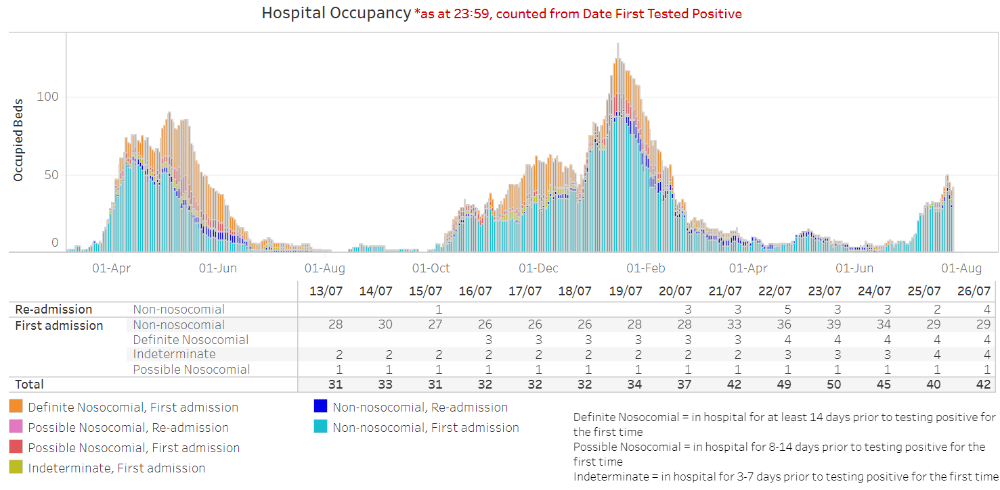 Hospital Occupancy *as at 23:59, counted from Date First Tested Positive
Occupied Beds
100
50
0
01-Apr 01-Jun 01-Aug 01-Oct 01-Dec 01-Feb 01-Apr 01-Jun 01-Aug
13/07 14/07 15/07 16/07 17/07 18/07 19/07 20/07 21/07 22/07 23/07 24/07 25/07 26/07
Re-admission Non-nosocomial 1 3 3 5 3 3 2 4
First admission Non-nosocomial 28 30 27 26 26 26 28 28 33 36 39 34 29 29
Definite Nosocomial 3 3 3 3 3 3 4 4 4 4 4
Indeterminate 2 2 2 2 2 2 2 2 2 3 3 3 4 4
Possible Nosocomial 1 1 1 1 1 1 1 1 1 1 1 1 1 1
Total 31 33 31 32 32 32 34 37 42 49 50 45 40 42
Definite Nosocomial, First admission
Possible Nosocomial, Re-admission
Possible Nosocomial, First admission
Indeterminate, First admission
Non-nosocomial, Re-admission
Non-nosocomial, First admission
Definite Nosocomial = in hospital for at least 14 days prior to testing positive for
the first time
Possible Nosocomial = in hospital for 8-14 days prior to testing positive for the
first time
Indeterminate = in hospital for 3-7 days prior to testing positive for the first time